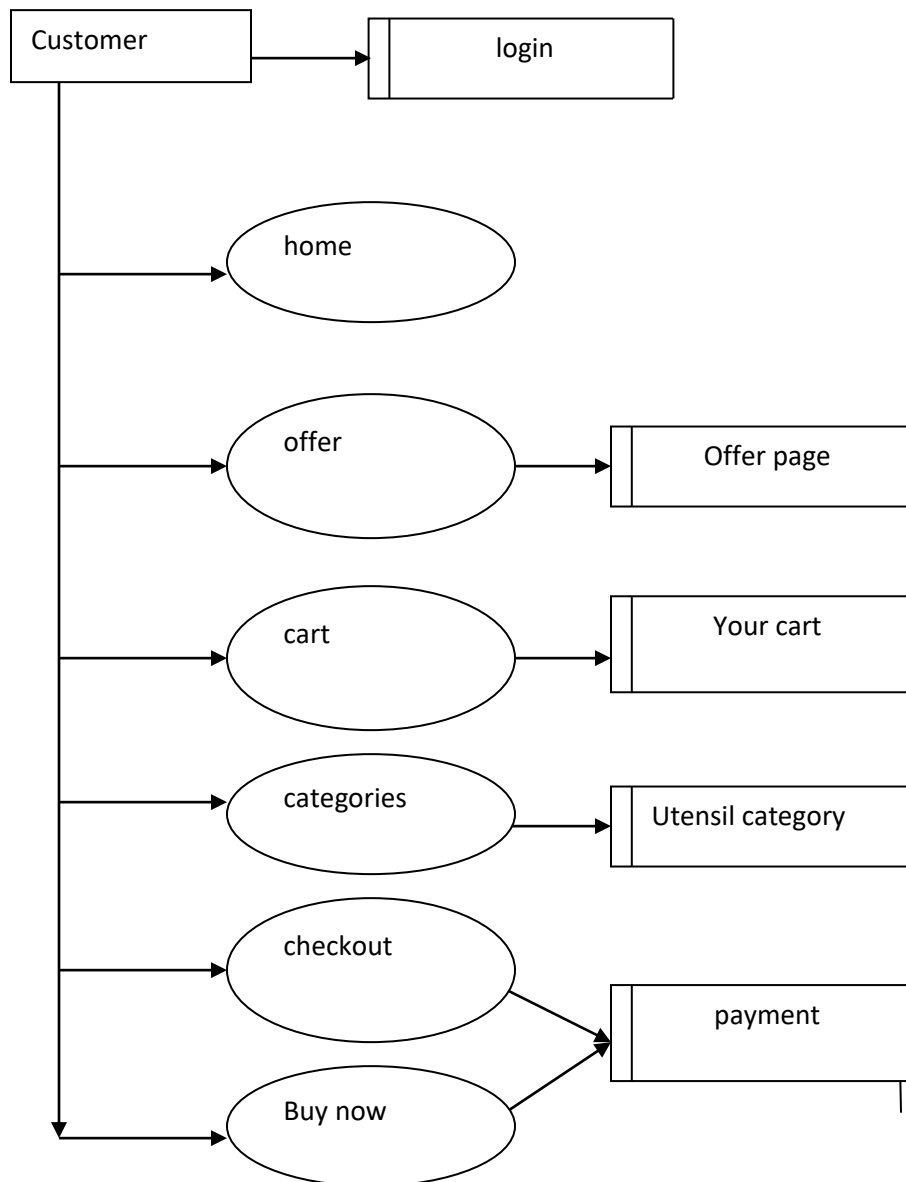 Customer
login
home
offer
Offer page
cart
Your cart
categories
Utensil category
checkout
payment
Buy now